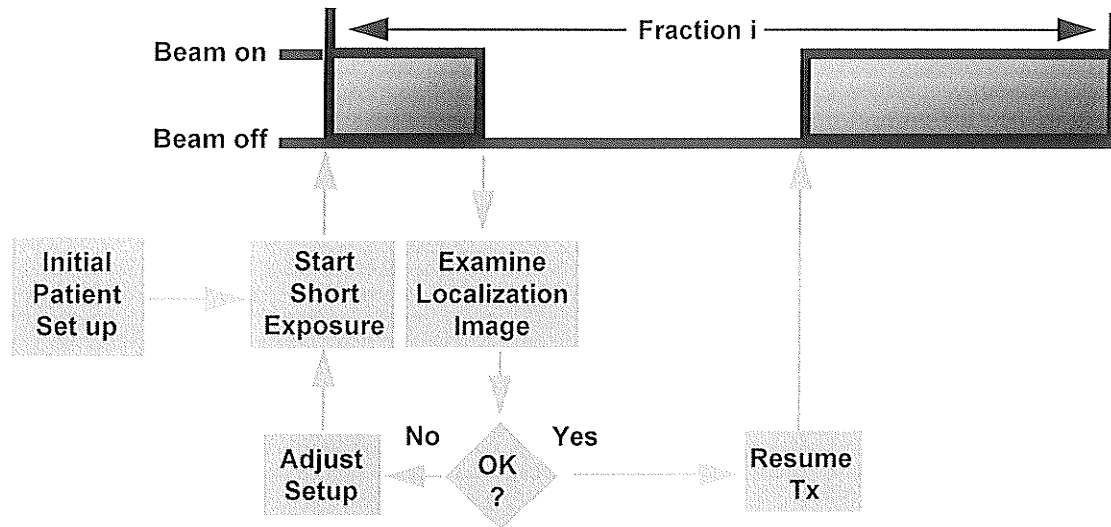 Fraction i
Beam on
Beam off
Initial
Patient
Set up
Start
Short
Exposure
Examine
Localization
Image
No
Yes
Adjust
Setup
OK
?
Resume
Tx